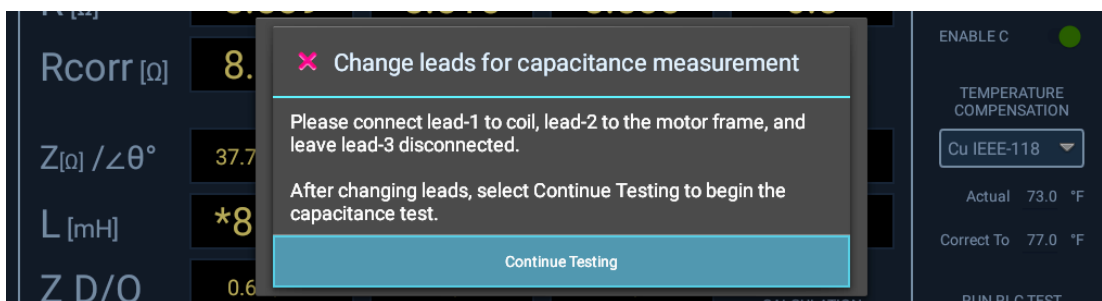 ENABLE C
Rcorr [Ω]
8.
✕ Change leads for capacitance measurement
TEMPERATURE
COMPENSATION
Please connect lead-1 to coil, lead-2 to the motor frame, and
leave lead-3 disconnected.
Z[Ω] /∠θ°
37.7
Cu IEEE-118
After changing leads, select Continue Testing to begin the
capacitance test.
Actual 73.0 °F
L [mH]
*8
Correct To 77.0 °F
Continue Testing
Z D/Q
0.6